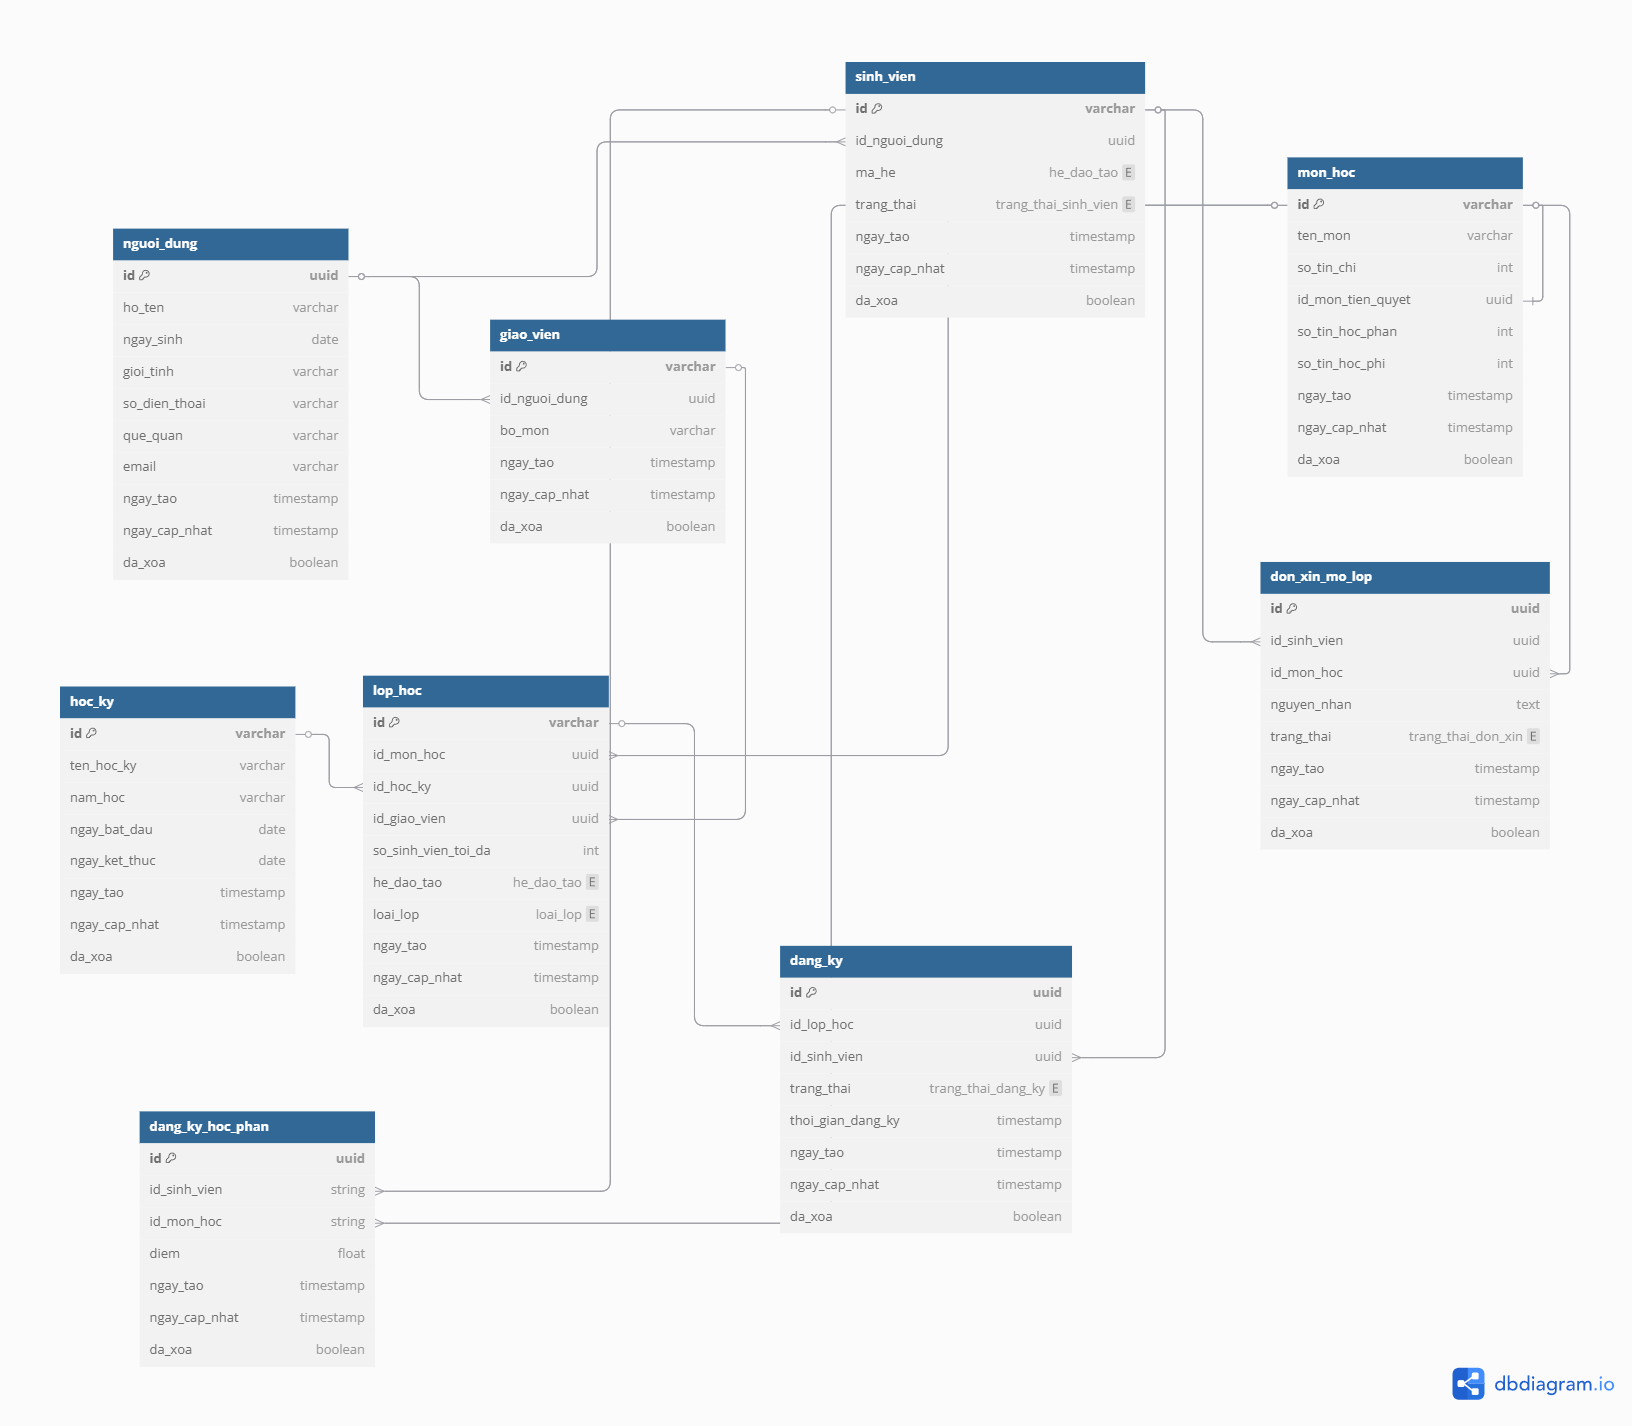 sinh_vien
id varchar
id_nguoi_dung uuid
ma_he he_dao_tao E
trang_thai trang_thai_sinh_vien E
ngay_tao timestamp
ngay_cap_nhat timestamp
da_xoa boolean
mon_hoc
id varchar
ten_mon varchar
so_tin_chi int
id_mon_tien_quyet uuid
so_tin_hoc_phan int
so_tin_hoc_phi int
ngay_tao timestamp
ngay_cap_nhat timestamp
da_xoa boolean
nguoi_dung
id uuid
ho_ten varchar
ngay_sinh date
gioi_tinh varchar
so_dien_thoai varchar
que_quan varchar
email varchar
ngay_tao timestamp
ngay_cap_nhat timestamp
da_xoa boolean
giao_vien
id varchar
id_nguoi_dung uuid
bo_mon varchar
ngay_tao timestamp
ngay_cap_nhat timestamp
da_xoa boolean
don_xin_mo_lop
id uuid
id_sinh_vien uuid
id_mon_hoc uuid
nguyen_nhan text
trang_thai trang_thai_don_xin E
ngay_tao timestamp
ngay_cap_nhat timestamp
da_xoa boolean
hoc_ky
id varchar
ten_hoc_ky varchar
nam_hoc varchar
ngay_bat_dau date
ngay_ket_thuc date
ngay_tao timestamp
ngay_cap_nhat timestamp
da_xoa boolean
lop_hoc
id varchar
id_mon_hoc uuid
id_hoc_ky uuid
id_giao_vien uuid
so_sinh_vien_toi_da int
he_dao_tao he_dao_tao E
loai_lop loai_lop E
ngay_tao timestamp
ngay_cap_nhat timestamp
da_xoa boolean
dang_ky
id uuid
id_lop_hoc uuid
id_sinh_vien uuid
trang_thai trang_thai_dang_ky E
thoi_gian_dang_ky timestamp
ngay_tao timestamp
ngay_cap_nhat timestamp
da_xoa boolean
dang_ky_hoc_phan
id uuid
id_sinh_vien string
id_mon_hoc string
diem float
ngay_tao timestamp
ngay_cap_nhat timestamp
da_xoa boolean
dbdiagram.io